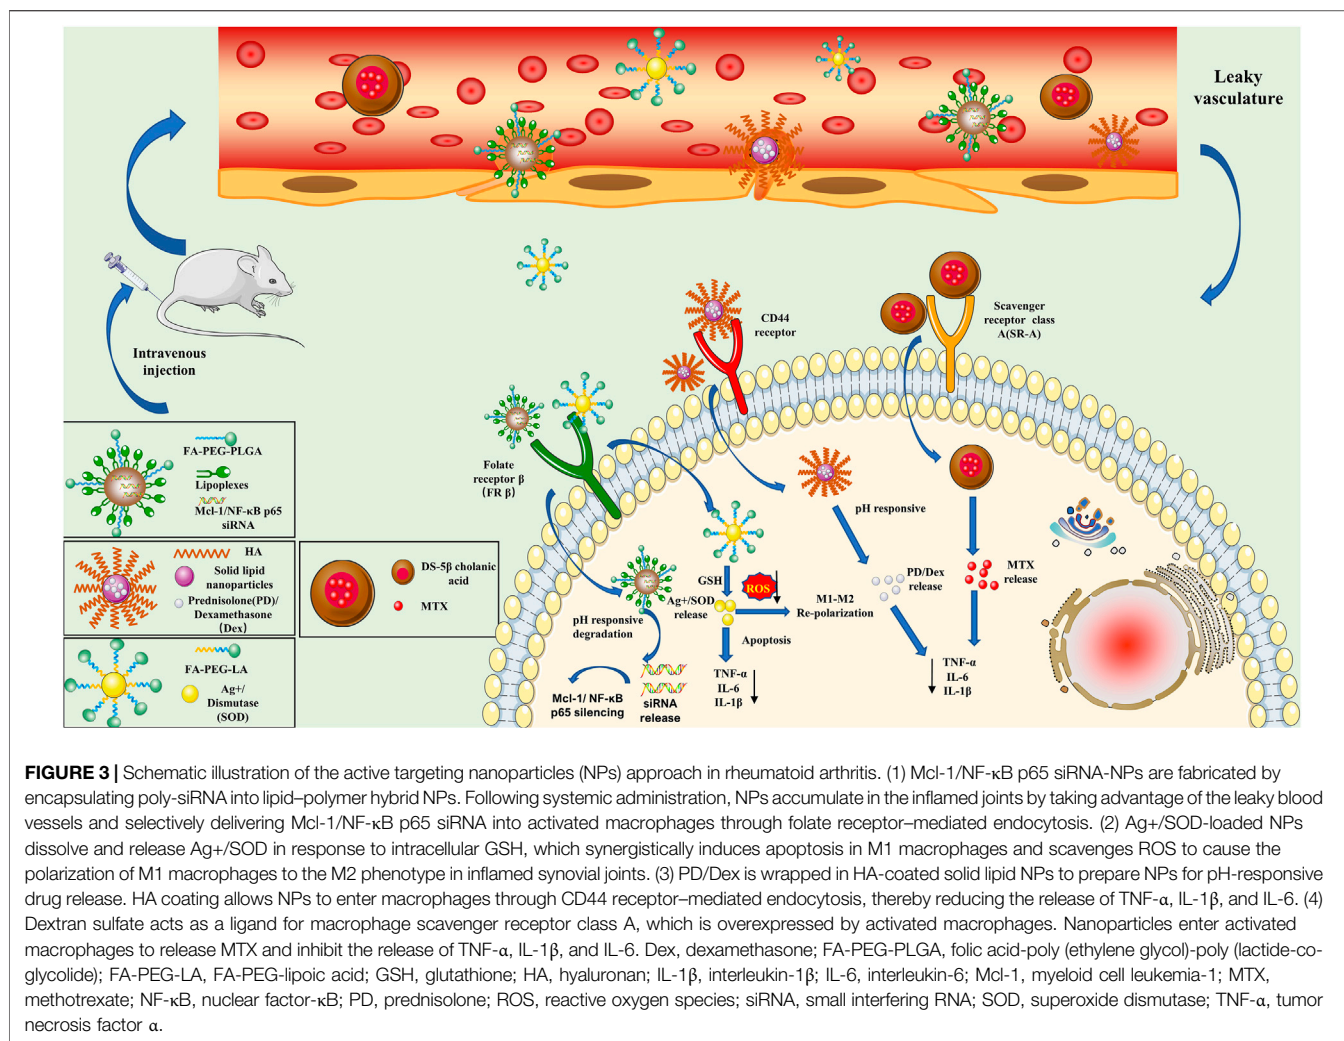 Leaky
vasculature
Intravenous
injection
CD44
receptor
Scavenger
receptor class
A(SR-A)
Folate
receptor β
(FR β)
FA-PEG-PLGA
Lipoplexes
Mcl-1/NF-κB p65
siRNA
HA
Solid lipid
nanoparticles
Prednisolone(PD)/
Dexamethasone
(Dex)
DS-5β cholanic
acid
MTX
FA-PEG-LA
Ag+/
Dismutase
(SOD)
pH responsive
degradation
Mcl-1/ NF-κB
p65 silencing
siRNA
release
GSH
Ag+/SOD
release
ROS
Apoptosis
TNF-α
IL-6
IL-1β
M1-M2
Re-polarization
pH responsive
PD/Dex
release
MTX
release
TNF-α
IL-6
IL-1β
FIGURE 3 | Schematic illustration of the active targeting nanoparticles (NPs) approach in rheumatoid arthritis. (1) Mcl-1/NF-κB p65 siRNA-NPs are fabricated by
encapsulating poly-siRNA into lipid–polymer hybrid NPs. Following systemic administration, NPs accumulate in the inflamed joints by taking advantage of the leaky blood
vessels and selectively delivering Mcl-1/NF-κB p65 siRNA into activated macrophages through folate receptor–mediated endocytosis. (2) Ag+/SOD-loaded NPs
dissolve and release Ag+/SOD in response to intracellular GSH, which synergistically induces apoptosis in M1 macrophages and scavenges ROS to cause the
polarization of M1 macrophages to the M2 phenotype in inflamed synovial joints. (3) PD/Dex is wrapped in HA-coated solid lipid NPs to prepare NPs for pH-responsive
drug release. HA coating allows NPs to enter macrophages through CD44 receptor–mediated endocytosis, thereby reducing the release of TNF-α, IL-1β, and IL-6. (4)
Dextran sulfate acts as a ligand for macrophage scavenger receptor class A, which is overexpressed by activated macrophages. Nanoparticles enter activated
macrophages to release MTX and inhibit the release of TNF-α, IL-1β, and IL-6. Dex, dexamethasone; FA-PEG-PLGA, folic acid-poly (ethylene glycol)-poly (lactide-co-
glycolide); FA-PEG-LA, FA-PEG-lipoic acid; GSH, glutathione; HA, hyaluronan; IL-1β, interleukin-1β; IL-6, interleukin-6; Mcl-1, myeloid cell leukemia-1; MTX,
methotrexate; NF-κB, nuclear factor-κB; PD, prednisolone; ROS, reactive oxygen species; siRNA, small interfering RNA; SOD, superoxide dismutase; TNF-α, tumor
necrosis factor α.